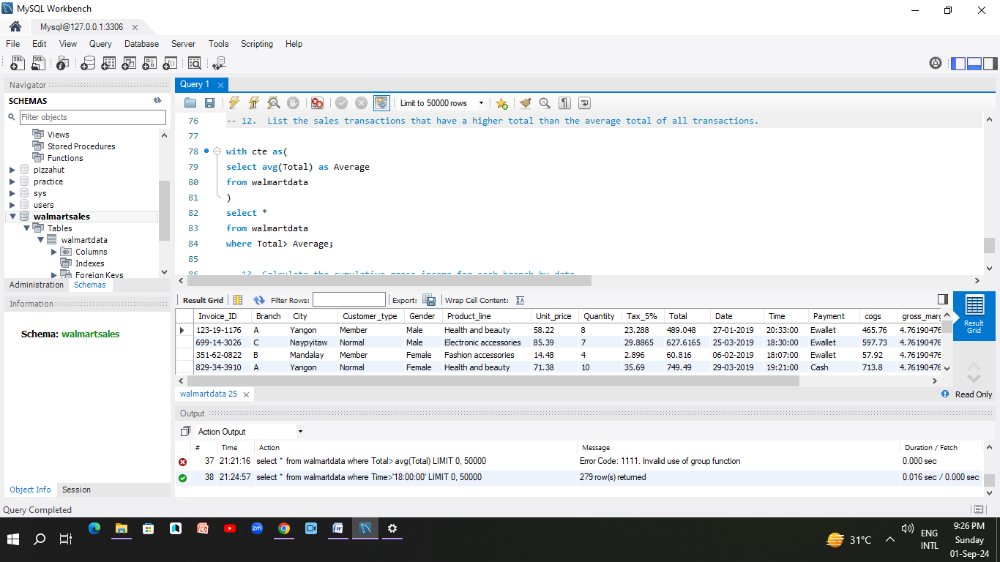 MySQL Workbench
Mysql@127.0.0.1:3306
File Edit View Query Database Server Tools Scripting Help
Navigator
SCHEMAS
Filter objects
Views
Stored Procedures
Functions
pizzahut
practice
sys
users
walmartsales
Tables
walmartdata
Columns
Indexes
Foreign Keys
Administration Schemas
Information
Schema: walmartsales
Object Info Session
Query 1
Limit to 50000 rows
76 -- 12. List the sales transactions that have a higher total than the average total of all transactions.
77
78 with cte as(
79 select avg(Total) as Average
80 from walmartdata
81 )
82 select *
83 from walmartdata
84 where Total> Average;
85
86 13. Calculate the cumulative gross income for each branch by date
Result Grid Filter Rows: Export: Wrap Cell Content:
Invoice_ID Branch City Customer_type Gender Product_line Unit_price Quantity Tax_5% Total Date Time Payment cogs gross_marg
123-19-1176 A Yangon Member Male Health and beauty 58.22 8 23.288 489.048 27-01-2019 20:33:00 Ewallet 465.76 4.76190476
699-14-3026 C Naypyitaw Normal Male Electronic accessories 85.39 7 29.8865 627.6165 25-03-2019 18:30:00 Ewallet 597.73 4.76190476
351-62-0822 B Mandalay Member Female Fashion accessories 14.48 4 2.896 60.816 06-02-2019 18:07:00 Ewallet 57.92 4.76190476
829-34-3910 A Yangon Normal Female Health and beauty 71.38 10 35.69 749.49 29-03-2019 19:21:00 Cash 713.8 4.76190476
Result
Grid
walmartdata 25
Read Only
Output
Action Output
# Time Action Message Duration / Fetch
37 21:21:16 select * from walmartdata where Total> avg(Total) LIMIT 0, 50000 Error Code: 1111. Invalid use of group function 0.000 sec
38 21:24:57 select * from walmartdata where Time>'18:00:00' LIMIT 0, 50000 279 row(s) returned 0.016 sec / 0.000 sec
Query Completed
31°C
ENG
INTL
9:26 PM
Sunday
01-Sep-24